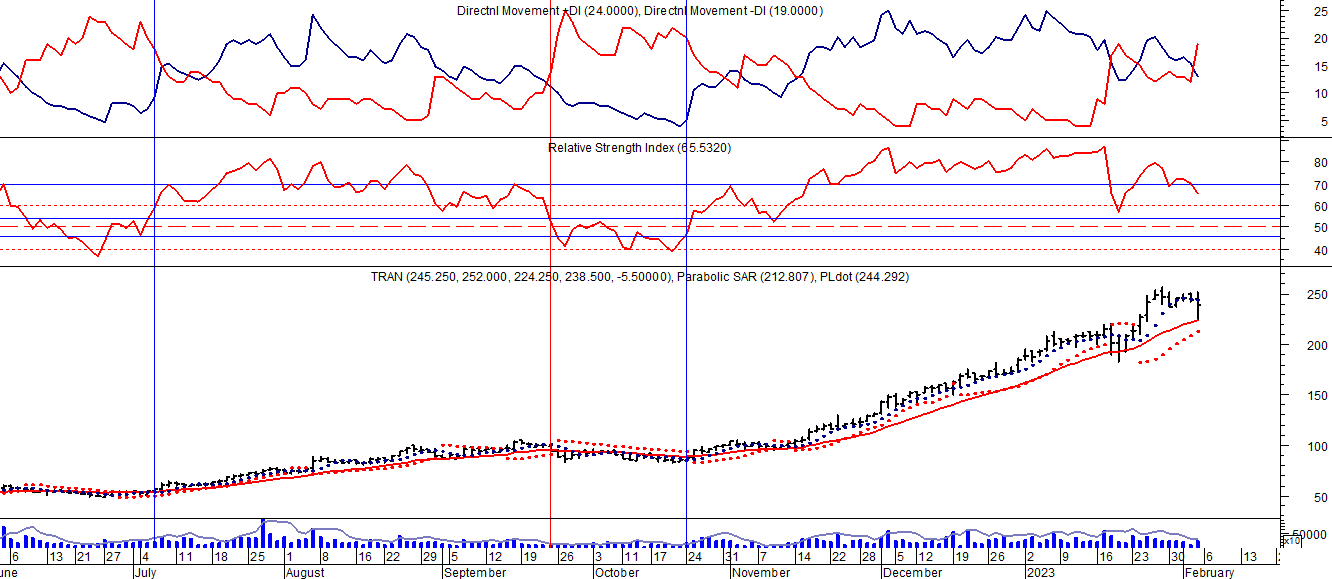 Directnl Movement +DI (24.0000), Directnl Movement -DI (19.0000)
25
20
15
10
5
Relative Strength Index (65.5320)
80
70
60
50
40
TRAN (245.250, 252.000, 224.250, 238.500, -5.50000), Parabolic SAR (212.807), PLdot (244.292)
250
200
150
100
50
50000
x10
6 13 21 27 4 11 18 25 1 8 16 22 29 5 12 19 26 3 11 17 24 31 7 14 22 28 5 12 19 26 2 9 16 23 30 6 13
une July August September October November December 2023 February